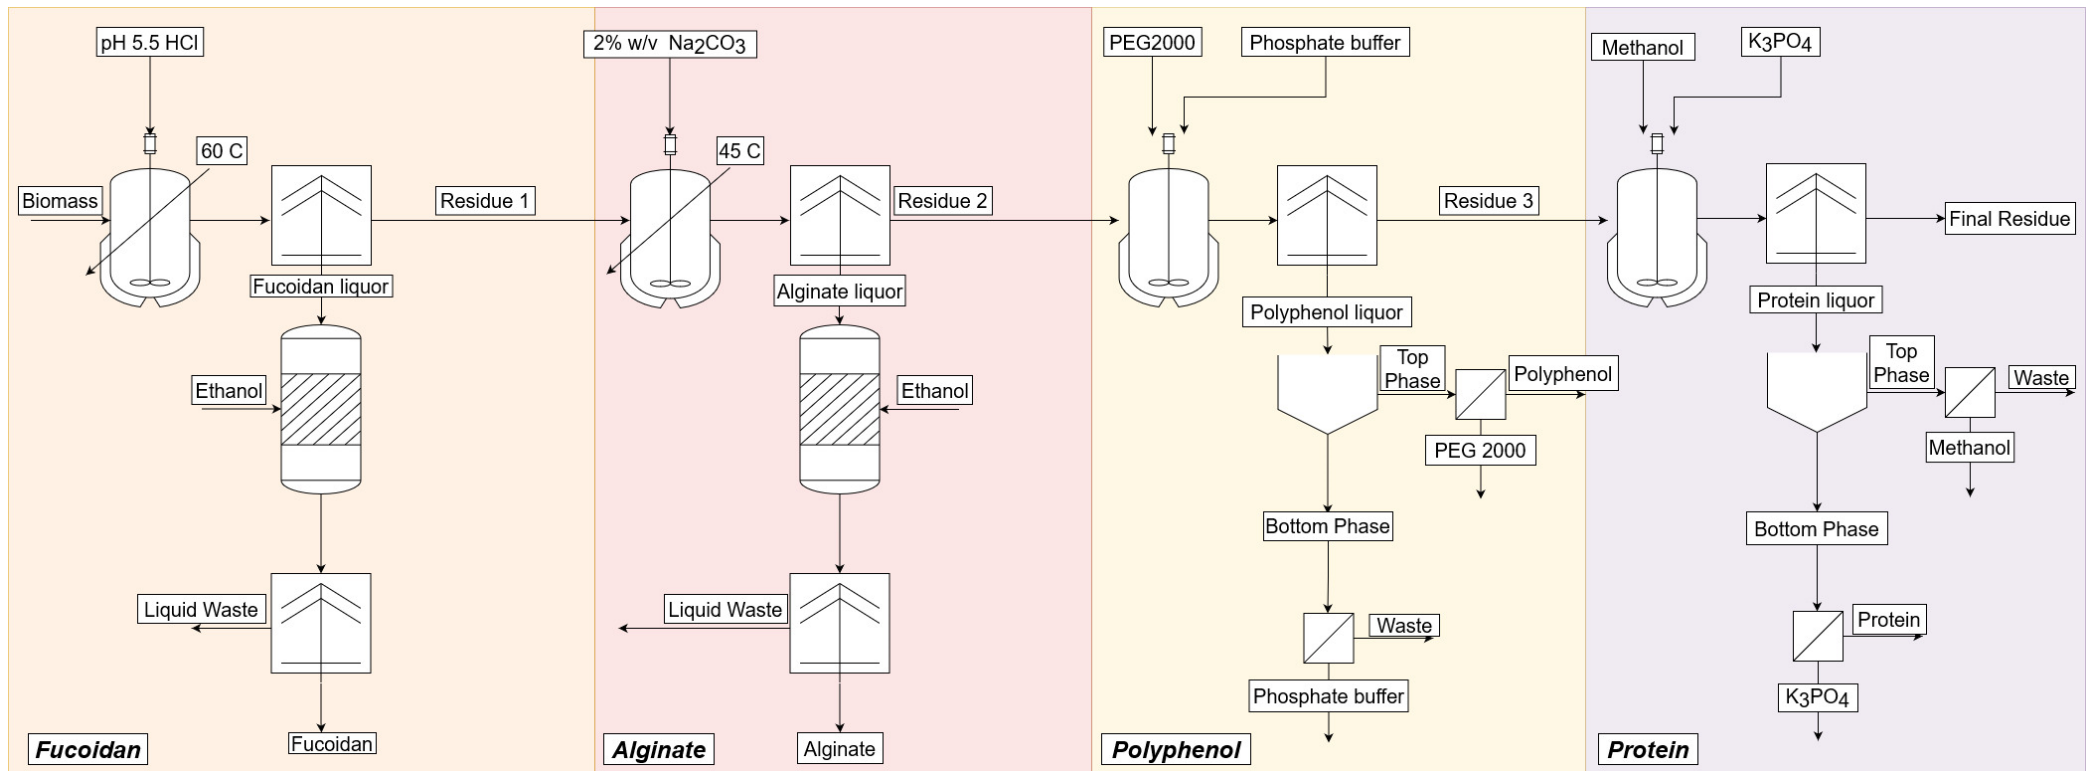 pH 5.5 HCl
60 C
Biomass
Residue 1
Fucoidan liquor
Ethanol
Liquid Waste
Fucoidan
Fucoidan
2% w/v Na2CO3
45 C
Residue 2
Alginate liquor
Ethanol
Liquid Waste
Alginate
Alginate
PEG2000
Phosphate buffer
Residue 3
Polyphenol liquor
Top
Phase
Polyphenol
PEG 2000
Bottom Phase
Waste
Phosphate buffer
Polyphenol
Methanol
K3PO4
Final Residue
Protein liquor
Top
Phase
Waste
Methanol
Bottom Phase
Protein
K3PO4
Protein